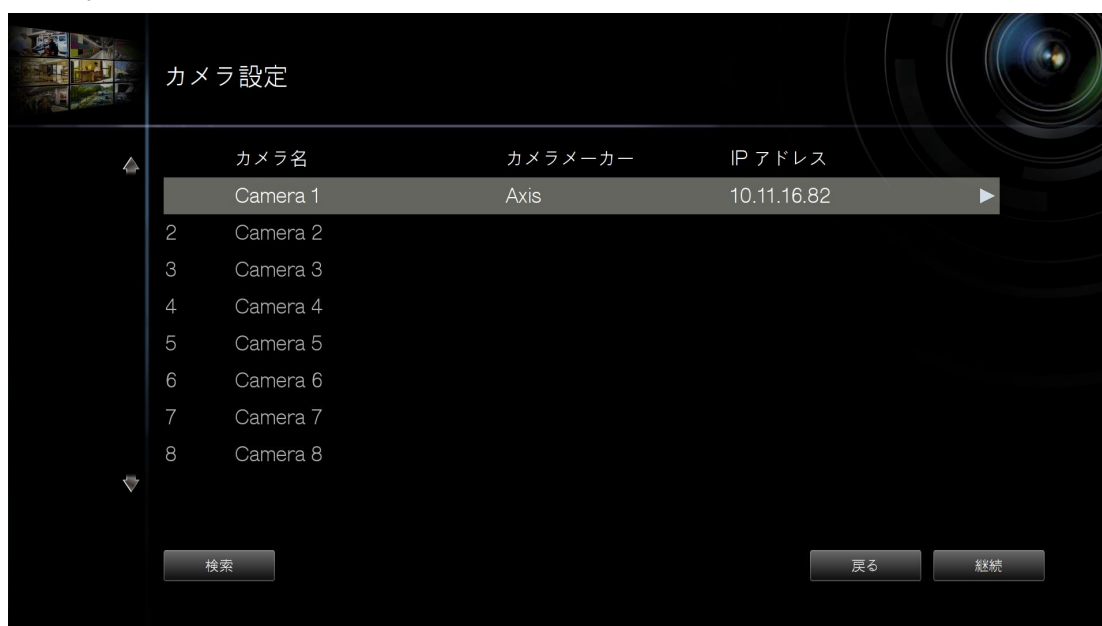 カメラ設定
カメラ名 カメラメーカー IP アドレス
Camera 1 Axis 10.11.16.82
2 Camera 2
3 Camera 3
4 Camera 4
5 Camera 5
6 Camera 6
7 Camera 7
8 Camera 8
検索 戻る 継続